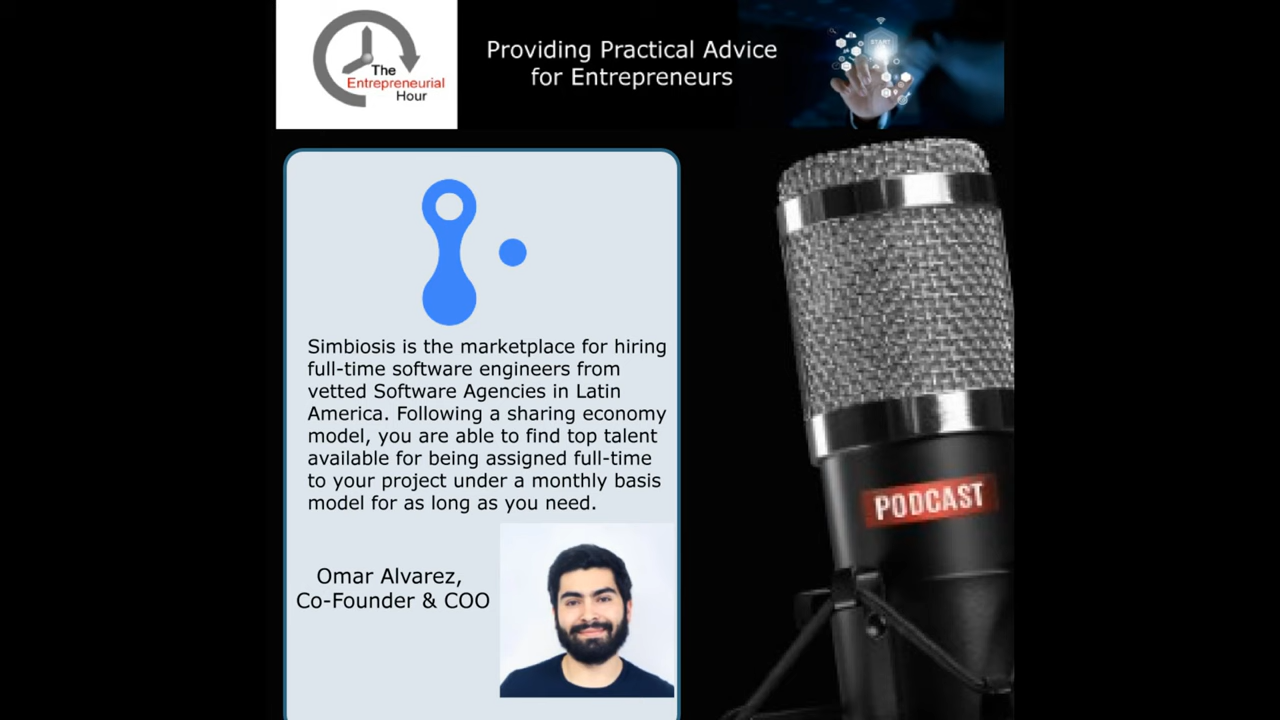 The
Entrepreneurial
Hour
Providing Practical Advice
for Entrepreneurs
START
Simbiosis is the marketplace for hiring
full-time software engineers from
vetted Software Agencies in Latin
America. Following a sharing economy
model, you are able to find top talent
available for being assigned full-time
to your project under a monthly basis
model for as long as you need.
Omar Alvarez,
Co-Founder & COO
PODCAST